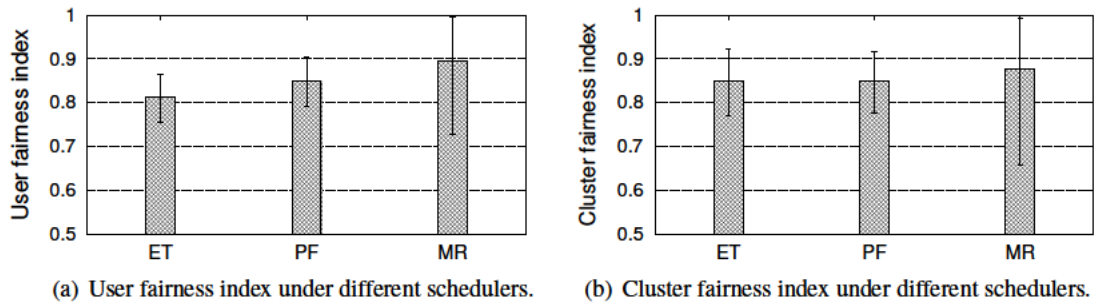 User fairness index
1
0.9
0.8
0.7
0.6
0.5
ET PF MR
(a) User fairness index under different schedulers.
Cluster fairness index
1
0.9
0.8
0.7
0.6
0.5
ET PF MR
(b) Cluster fairness index under different schedulers.